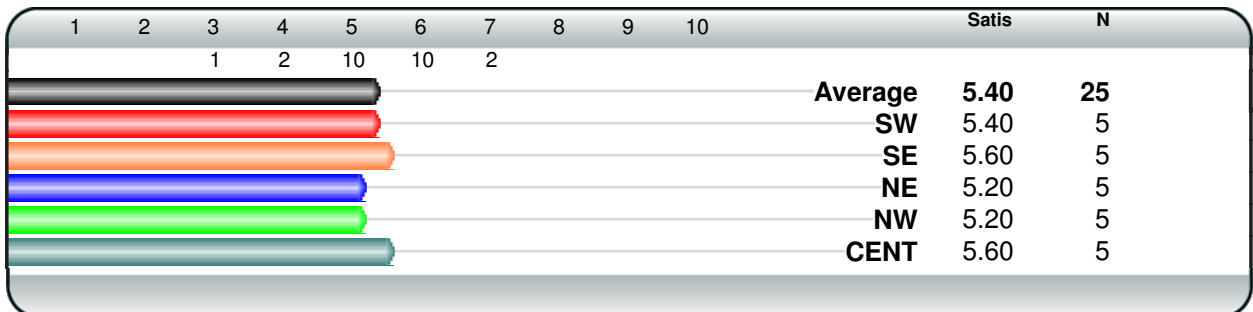 1 2 3 4 5 6 7 8 9 10 Satis N
1 2 10 10 2
Average 5.40 25
SW 5.40 5
SE 5.60 5
NE 5.20 5
NW 5.20 5
CENT 5.60 5